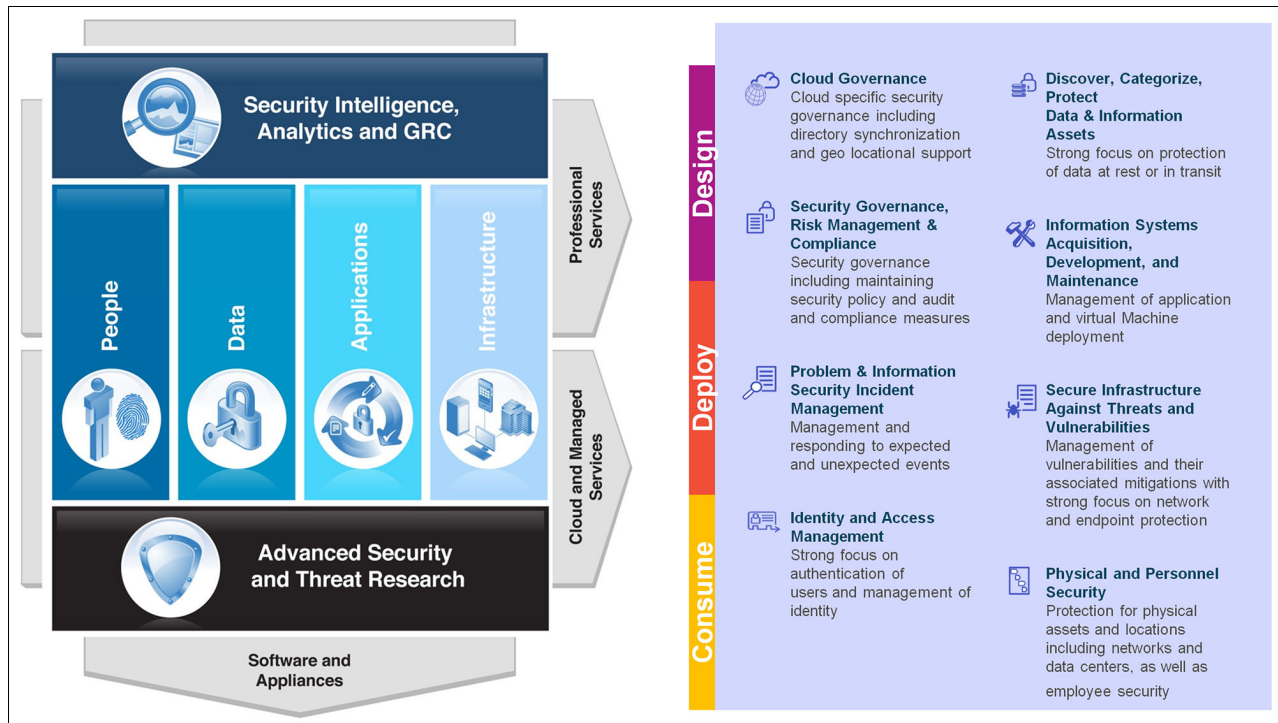 Security Intelligence,
Analytics and GRC
People
Data
Applications
Infrastructure
Advanced Security
and Threat Research
Professional
Services
Cloud and Managed
Services
Software and
Appliances
Design
Deploy
Consume
Cloud Governance
Cloud specific security
governance including
directory synchronization
and geo locational support
Security Governance,
Risk Management &
Compliance
Security governance
including maintaining
security policy and audit
and compliance measures
Problem & Information
Security Incident
Management
Management and
responding to expected
and unexpected events
Identity and Access
Management
Strong focus on
authentication of
users and management of
identity
Discover, Categorize,
Protect
Data & Information
Assets
Strong focus on protection
of data at rest or in transit
Information Systems
Acquisition,
Development, and
Maintenance
Management of application
and virtual Machine
deployment
Secure Infrastructure
Against Threats and
Vulnerabilities
Management of
vulnerabilities and their
associated mitigations with
strong focus on network
and endpoint protection
Physical and Personnel
Security
Protection for physical
assets and locations
including networks and
data centers, as well as
employee security